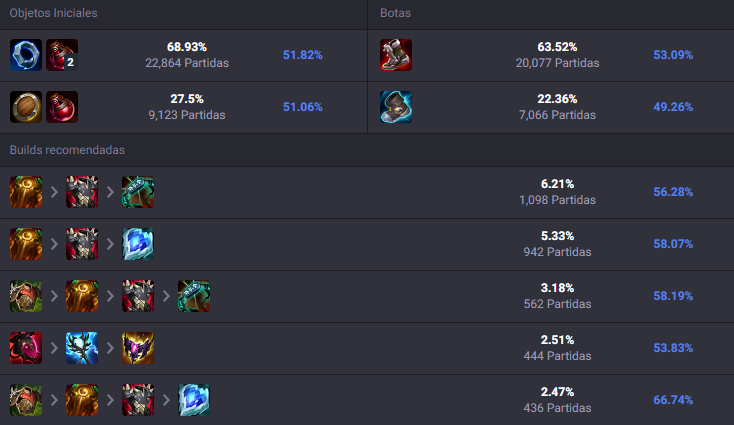 Objetos Iniciales
Botas
2
68.93%
22,864 Partidas
51.82%
63.52%
20,077 Partidas
53.09%
27.5%
9,123 Partidas
51.06%
22.36%
7,066 Partidas
49.26%
Builds recomendadas
6.21%
1,098 Partidas
56.28%
5.33%
942 Partidas
58.07%
3.18%
562 Partidas
58.19%
2.51%
444 Partidas
53.83%
2.47%
436 Partidas
66.74%